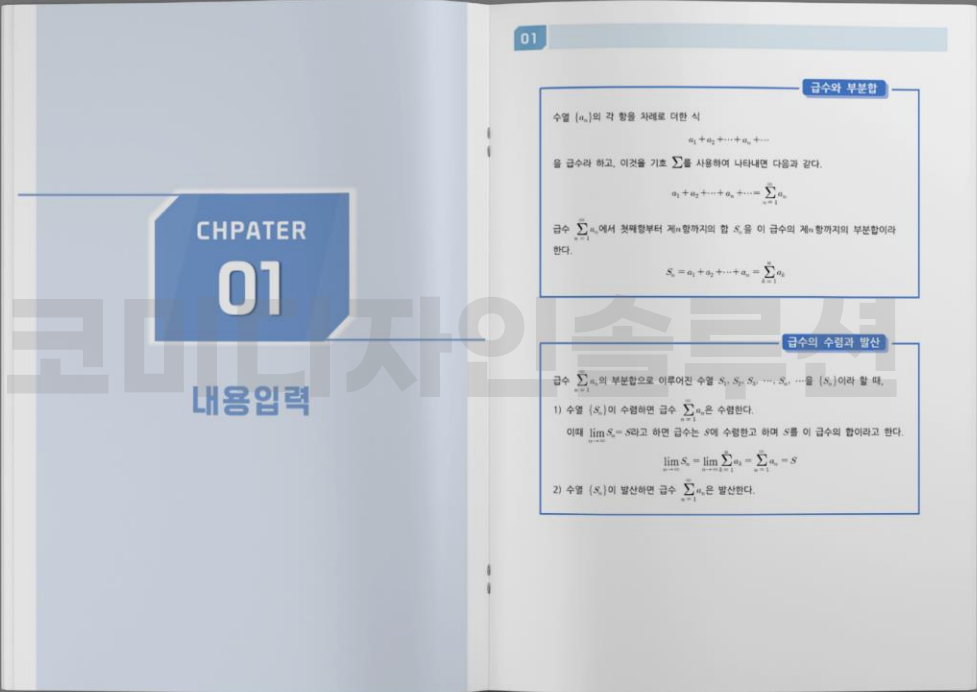 CHPATER
01
내용입력
코미디자인솔루션
01
급수와 부분합
수열 {aₙ}의 각 항을 차례로 더한 식
a₁+a₂+⋯+aₙ+⋯
을 급수라 하고, 이것을 기호 ∑를 사용하여 나타내면 다음과 같다.
a₁+a₂+⋯+aₙ+⋯=∑_{n=1}^{∞} aₙ
급수 ∑_{n=1}^{∞} aₙ에서 첫째항부터 제n항까지의 합 Sₙ을 이 급수의 제n항까지의 부분합이라
한다.
Sₙ=a₁+a₂+⋯+aₙ=∑_{k=1}^{n} aₖ
급수의 수렴과 발산
급수 ∑_{n=1}^{∞} aₙ의 부분합으로 이루어진 수열 S₁, S₂, S₃, ⋯, Sₙ, ⋯을 {Sₙ}이라 할 때,
1) 수열 {Sₙ}이 수렴하면 급수 ∑_{n=1}^{∞} aₙ은 수렴한다.
이때 lim_{n→∞} Sₙ=S라고 하면 급수는 S에 수렴한고 하며 S를 이 급수의 합이라고 한다.
lim_{n→∞} Sₙ=lim_{n→∞} ∑_{k=1}^{n} aₖ=∑_{n=1}^{∞} aₙ=S
2) 수열 {Sₙ}이 발산하면 급수 ∑_{n=1}^{∞} aₙ은 발산한다.